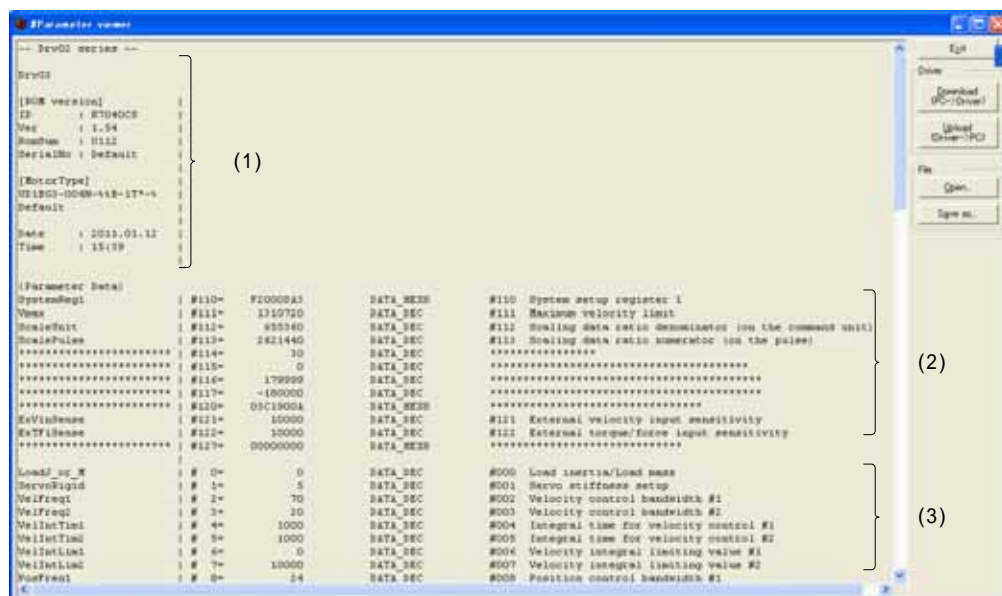 #Parameter viewer
-- DrvG2 series --
DrvG3
[ROM version]
ID : 8704DC8
Ver : 1.54
RomSum : U112
SerialNo : Default
[MotorType]
Default
Date : 2011.01.12
Time : 15:39
(1)
Exit
Driver
Download
(PC->Driver)
Upload
(Driver->PC)
File
Open..
Save as..
(Parameter Data)
SystemReg1 | #110= DATA_HEX8 #110 System setup register 1
Vmax | #111= 1310720 DATA_DEC #111 Maximum velocity limit
ScaleUnit | #112= 655360 DATA_DEC #112 Scaling data ratio denominator (on the command unit)
ScalePulse | #113= 2621440 DATA_DEC #113 Scaling data ratio numerator (on the pulse)
*********************** | #114= 30 DATA_DEC ****************
*********************** | #115= 0 DATA_DEC ***************************************
*********************** | #116= 179999 DATA_DEC *****************************************
*********************** | #117= -180000 DATA_DEC *****************************************
*********************** | #120= DATA_HEX8 ********************************
ExVinSense | #121= 10000 DATA_DEC #121 External velocity input sensitivity
ExTFiSense | #122= 10000 DATA_DEC #122 External torque/force input sensitivity
*********************** | #127= 00000000 DATA_HEX8 *****************************
(2)
LoadJ_or_M | # 0= 0 DATA_DEC #000 Load inertia/Load mass
ServoRigid | # 1= 5 DATA_DEC #001 Servo stiffness setup
VelFreq1 | # 2= 70 DATA_DEC #002 Velocity control bandwidth #1
VelFreq2 | # 3= 20 DATA_DEC #003 Velocity control bandwidth #2
VelIntTim1 | # 4= 1000 DATA_DEC #004 Integral time for velocity control #1
VelIntTim2 | # 5= 1000 DATA_DEC #005 Integral time for velocity control #2
VelIntLim1 | # 6= 0 DATA_DEC #006 Velocity integral limiting value #1
VelIntLim2 | # 7= 10000 DATA_DEC #007 Velocity integral limiting value #2
PosFreq1 | # 8= 24 DATA_DEC #008 Position control bandwidth #1
(3)